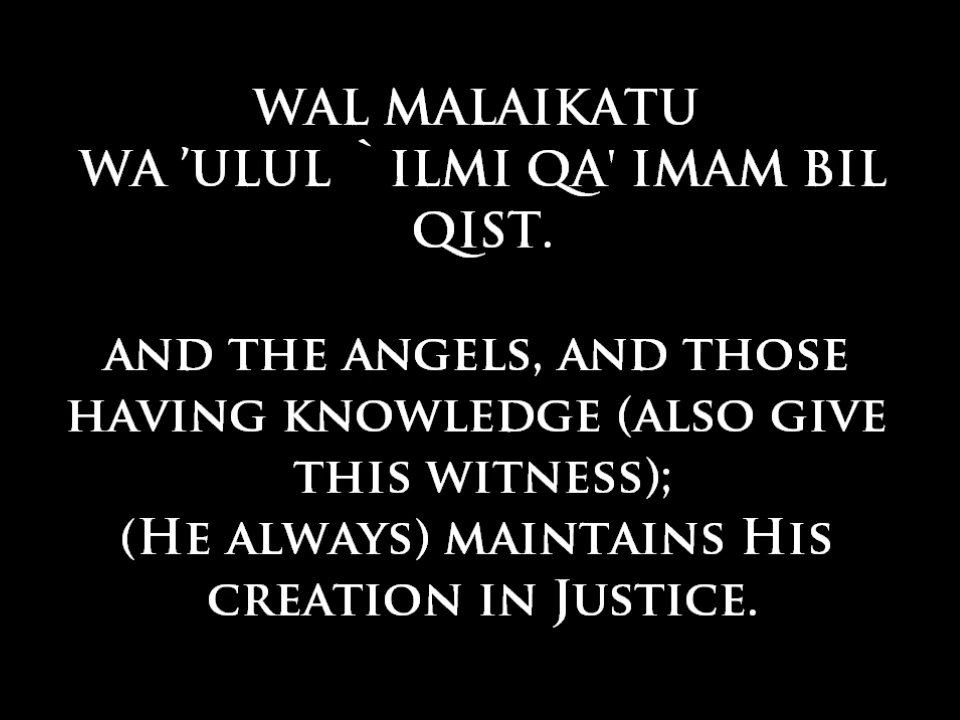 WAL MALAIKATU
WA ’ULUL `ILMI QA' IMAM BIL
QIST.
AND THE ANGELS, AND THOSE
HAVING KNOWLEDGE (ALSO GIVE
THIS WITNESS);
(HE ALWAYS) MAINTAINS HIS
CREATION IN JUSTICE.